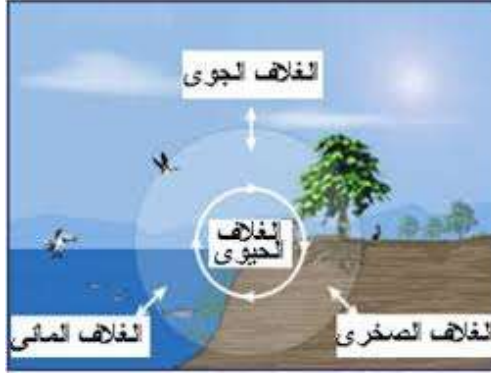 الغلاف الجوى
الغلاف
الحيوى
الغلاف المائى
الغلاف الصخرى